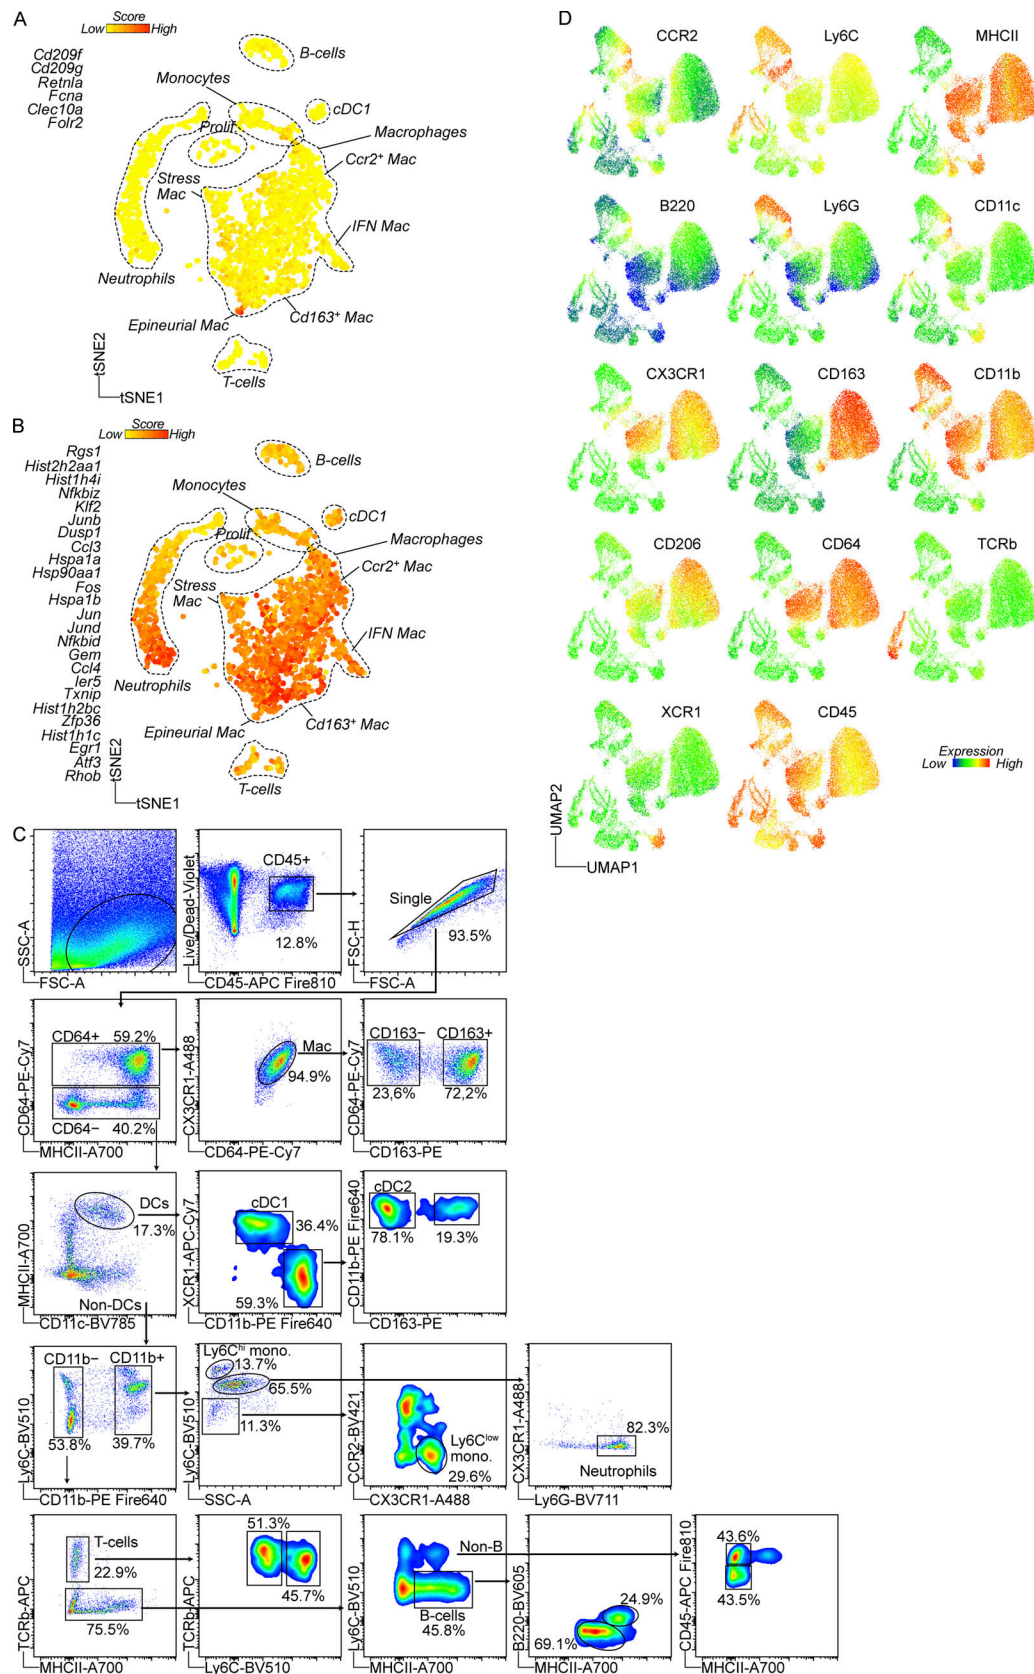 A
Score
Low High
Cd209f
Cd209g
Retnla
Fcna
Clec10a
Folr2
B-cells
Monocytes
cDC1
Prolif
Macrophages
Ccr2+ Mac
Stress
Mac
IFN Mac
Neutrophils
Epineurial Mac
Cd163+ Mac
T-cells
tSNE2
tSNE1
B
Score
Low High
Rgs1
Hist2h2aa1
Hist1h4i
Nfkbiz
Klf2
Junb
Dusp1
Ccl3
Hspa1a
Hsp90aa1
Fos
Hspa1b
Jun
Jund
Nfkbid
Gem
Ccl4
Ier5
Txnip
Hist1h2bc
Zfp36
Hist1h1c
Egr1
Atf3
Rhob
B-cells
Monocytes
cDC1
Prolif
Macrophages
Ccr2+ Mac
Stress
Mac
IFN Mac
Neutrophils
Epineurial Mac
Cd163+ Mac
T-cells
tSNE2
tSNE1
C
SSC-A
FSC-A
Live/Dead-Violet
CD45+
12.8%
CD45-APC Fire810
FSC-H
Single
93.5%
FSC-A
CD64-PE-Cy7
CD64+ 59.2%
CD64− 40.2%
MHCII-A700
CX3CR1-A488
Mac
94.9%
CD64-PE-Cy7
CD64-PE-Cy7
CD163− CD163+
23,6% 72,2%
CD163-PE
MHCII-A700
DCs
17.3%
Non-DCs
CD11c-BV785
XCR1-APC-Cy7
cDC1
36.4%
59.3%
CD11b-PE Fire640
CD11b-PE Fire640
cDC2
78.1% 19.3%
CD163-PE
Ly6C-BV510
CD11b− CD11b+
53.8% 39.7%
CD11b-PE Fire640
Ly6C-BV510
Ly6Chi mono.
13.7%
65.5%
11.3%
SSC-A
CCR2-BV421
Ly6Clow
mono.
29.6%
CX3CR1-A488
CX3CR1-A488
82.3%
Neutrophils
Ly6G-BV711
TCRb-APC
T-cells
22.9%
75.5%
MHCII-A700
TCRb-APC
51.3%
45.7%
Ly6C-BV510
Ly6C-BV510
Non-B
B-cells
45.8%
MHCII-A700
B220-BV605
24.9%
69.1%
MHCII-A700
CD45-APC Fire810
43.6%
43.5%
MHCII-A700
D
CCR2
Ly6C
MHCII
B220
Ly6G
CD11c
CX3CR1
CD163
CD11b
CD206
CD64
TCRb
XCR1
CD45
Expression
Low High
UMAP2
UMAP1